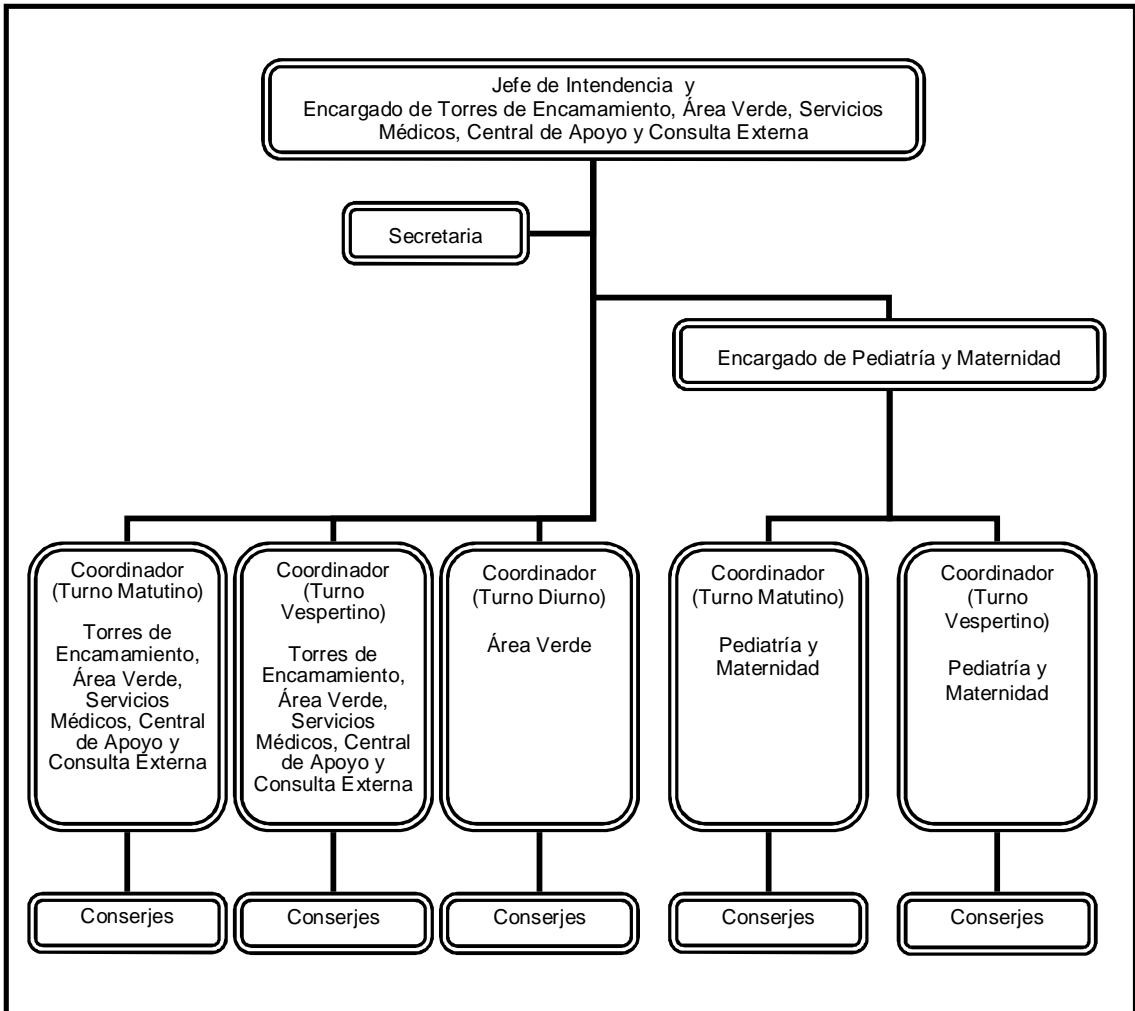 Jefe de Intendencia y
Encargado de Torres de Encamamiento, Área Verde, Servicios
Médicos, Central de Apoyo y Consulta Externa
Secretaria
Encargado de Pediatría y Maternidad
Coordinador
(Turno Matutino)
Torres de
Encamamiento,
Área Verde,
Servicios
Médicos, Central
de Apoyo y
Consulta Externa
Coordinador
(Turno
Vespertino)
Torres de
Encamamiento,
Área Verde,
Servicios
Médicos, Central
de Apoyo y
Consulta Externa
Coordinador
(Turno Diurno)
Área Verde
Coordinador
(Turno Matutino)
Pediatría y
Maternidad
Coordinador
(Turno
Vespertino)
Pediatría y
Maternidad
Conserjes
Conserjes
Conserjes
Conserjes
Conserjes